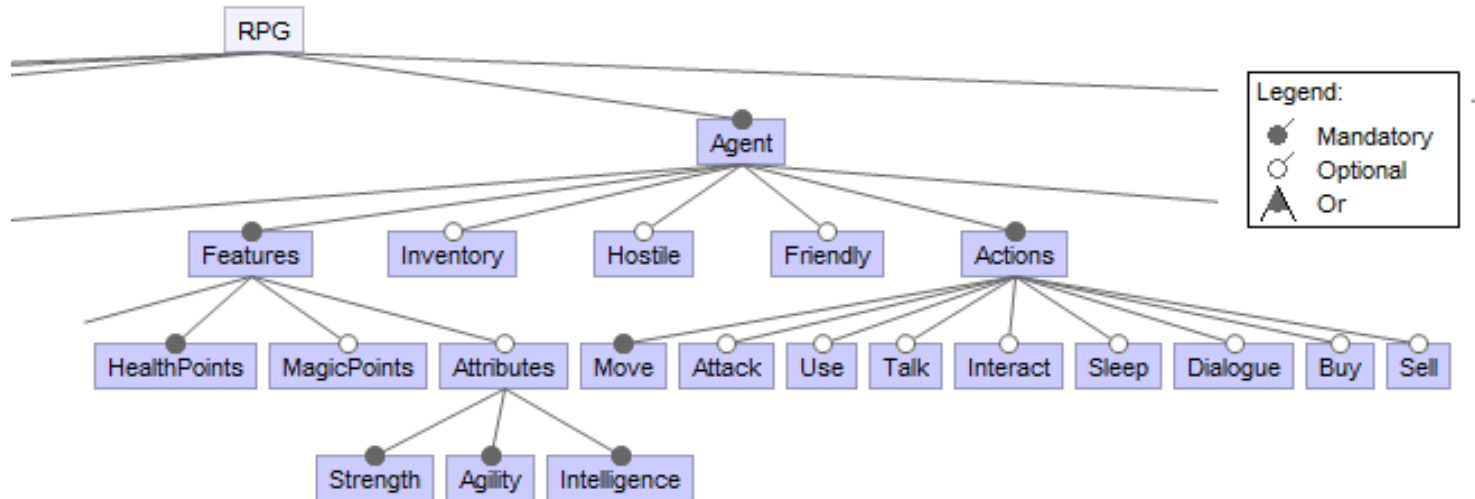 RPG
Legend:
Mandatory
Optional
Or
Agent
Features Inventory Hostile Friendly Actions
HealthPoints MagicPoints Attributes Move Attack Use Talk Interact Sleep Dialogue Buy Sell
Strength Agility Intelligence